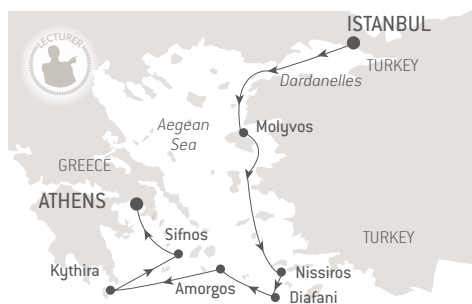 ISTANBUL
LECTURER
TURKEY
Dardanelles
Aegean
Sea
Molyvos
GREECE
ATHENS
Sifnos
TURKEY
Kythira
Nissiros
Amorgos
Diafani